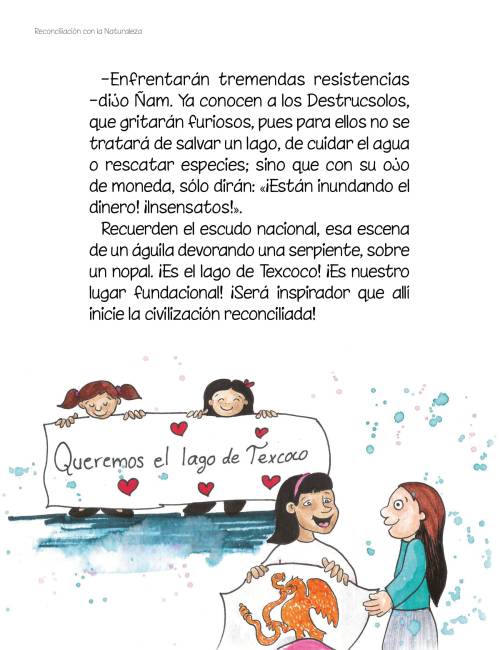 Reconciliación con la Naturaleza
–Enfrentarán tremendas resistencias
–dijo Ñam. Ya conocen a los Destrucsolos,
que gritarán furiosos, pues para ellos no se
tratará de salvar un lago, de cuidar el agua
o rescatar especies; sino que con su ojo
de moneda, sólo dirán: «¡Están inundando el
dinero! ¡Insensatos!».
Recuerden el escudo nacional, esa escena
de un águila devorando una serpiente, sobre
un nopal. ¡Es el lago de Texcoco! ¡Es nuestro
lugar fundacional! ¡Será inspirador que allí
inicie la civilización reconciliada!
Queremos el lago de Texcoco